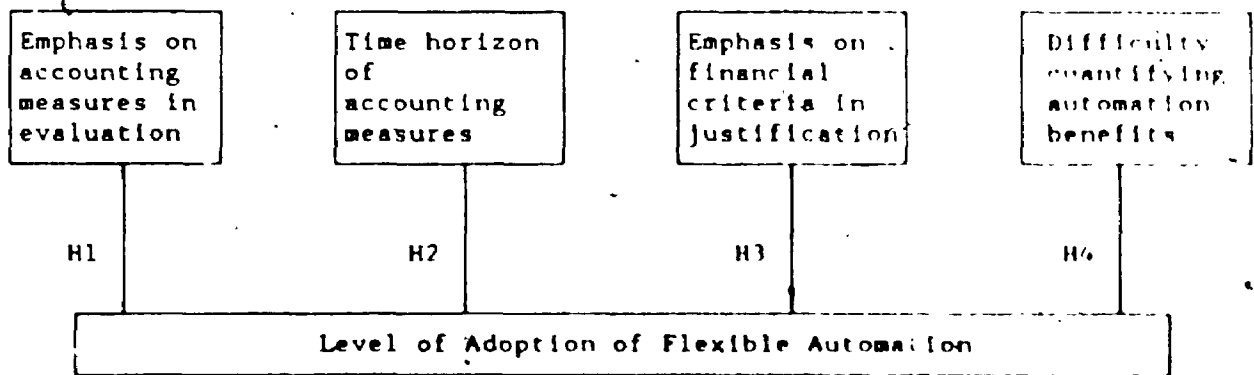 Emphasis on
accounting
measures in
evaluation
Time horizon
of
accounting
measures
Emphasis on
financial
criteria in
justification
Difficulty
quantifying
automation
benefits
H1
H2
H3
H4
Level of Adoption of Flexible Automation